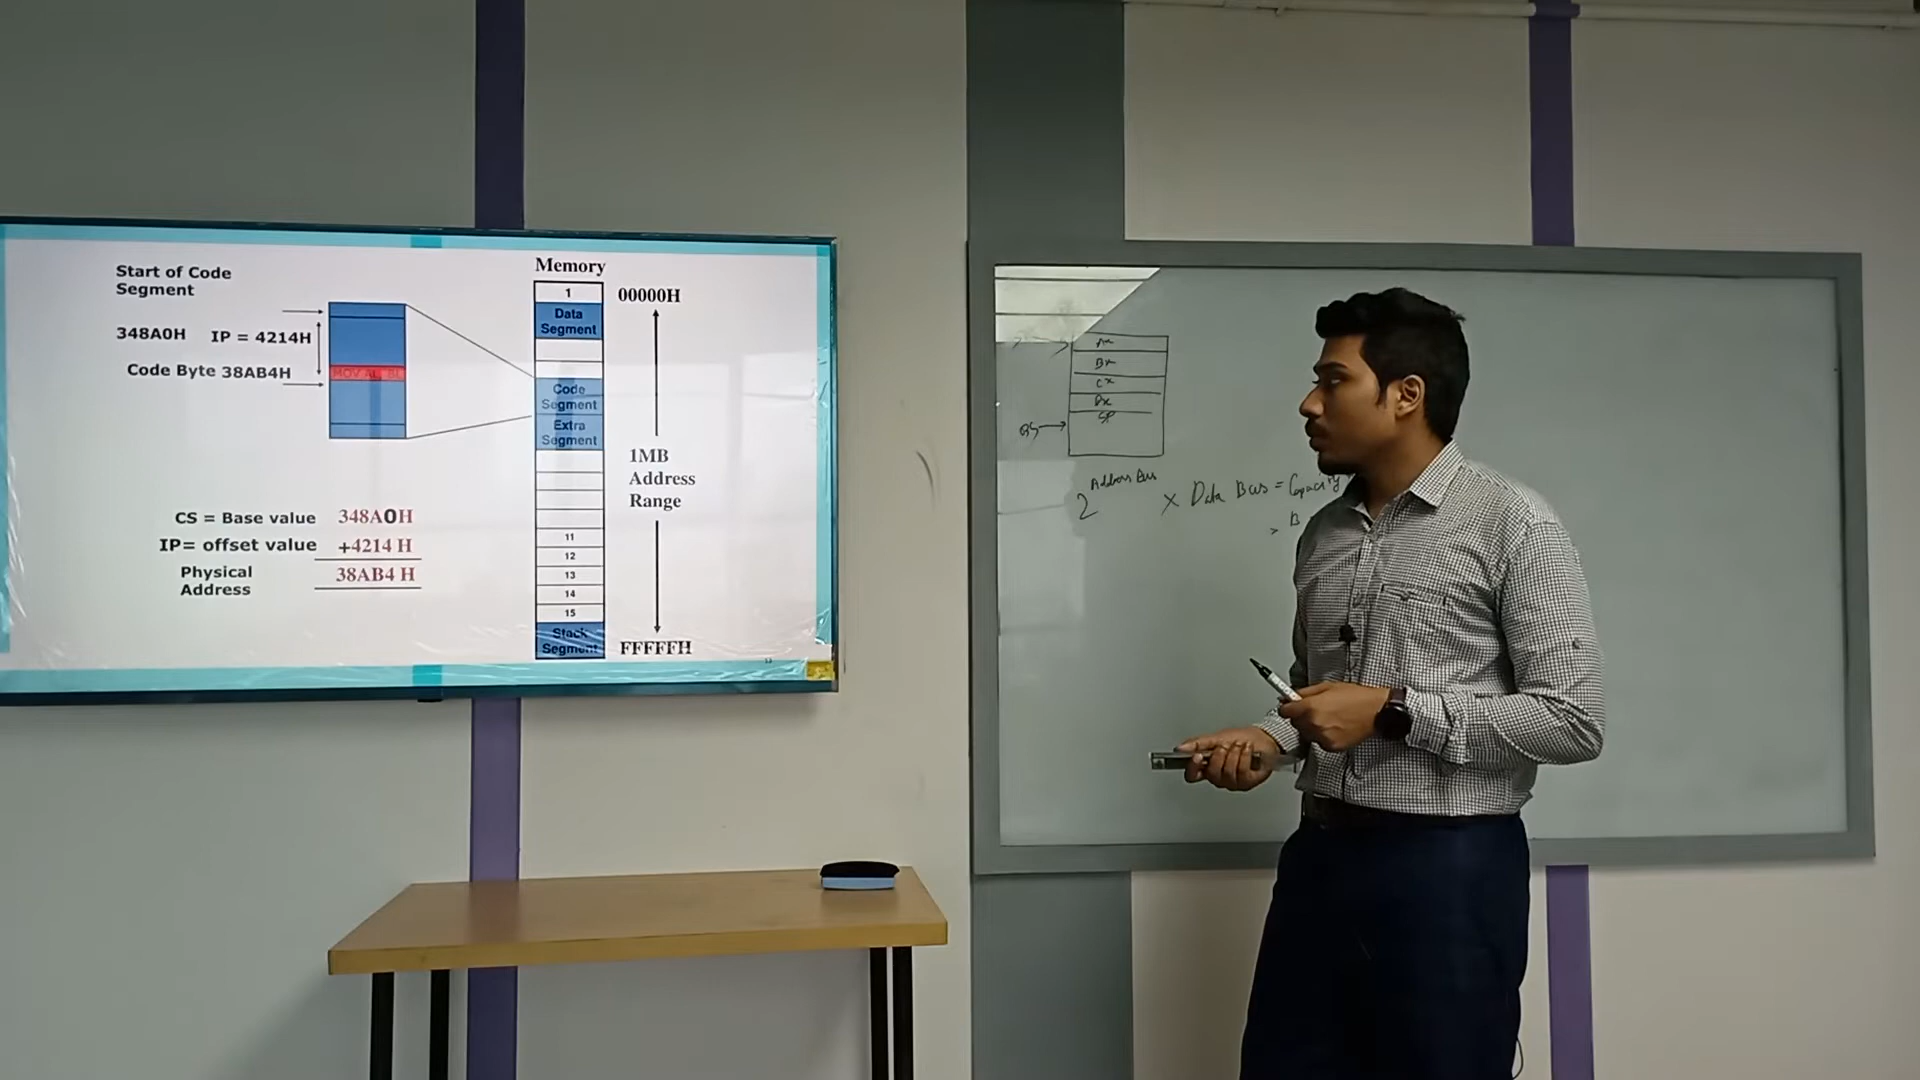 Start of Code
Segment
348A0H
IP = 4214H
Code Byte 38AB4H
CS = Base value 348A0H
IP= offset value +4214 H
Physical
Address
38AB4 H
Memory
1
Data
Segment
Code
Segment
Extra
Segment
11
12
13
14
15
Stack
Segment
00000H
1MB
Address
Range
FFFFFH
Ax
Bx
Cx
Dx
SP
2 Address Bus × Data Bus = Capacity